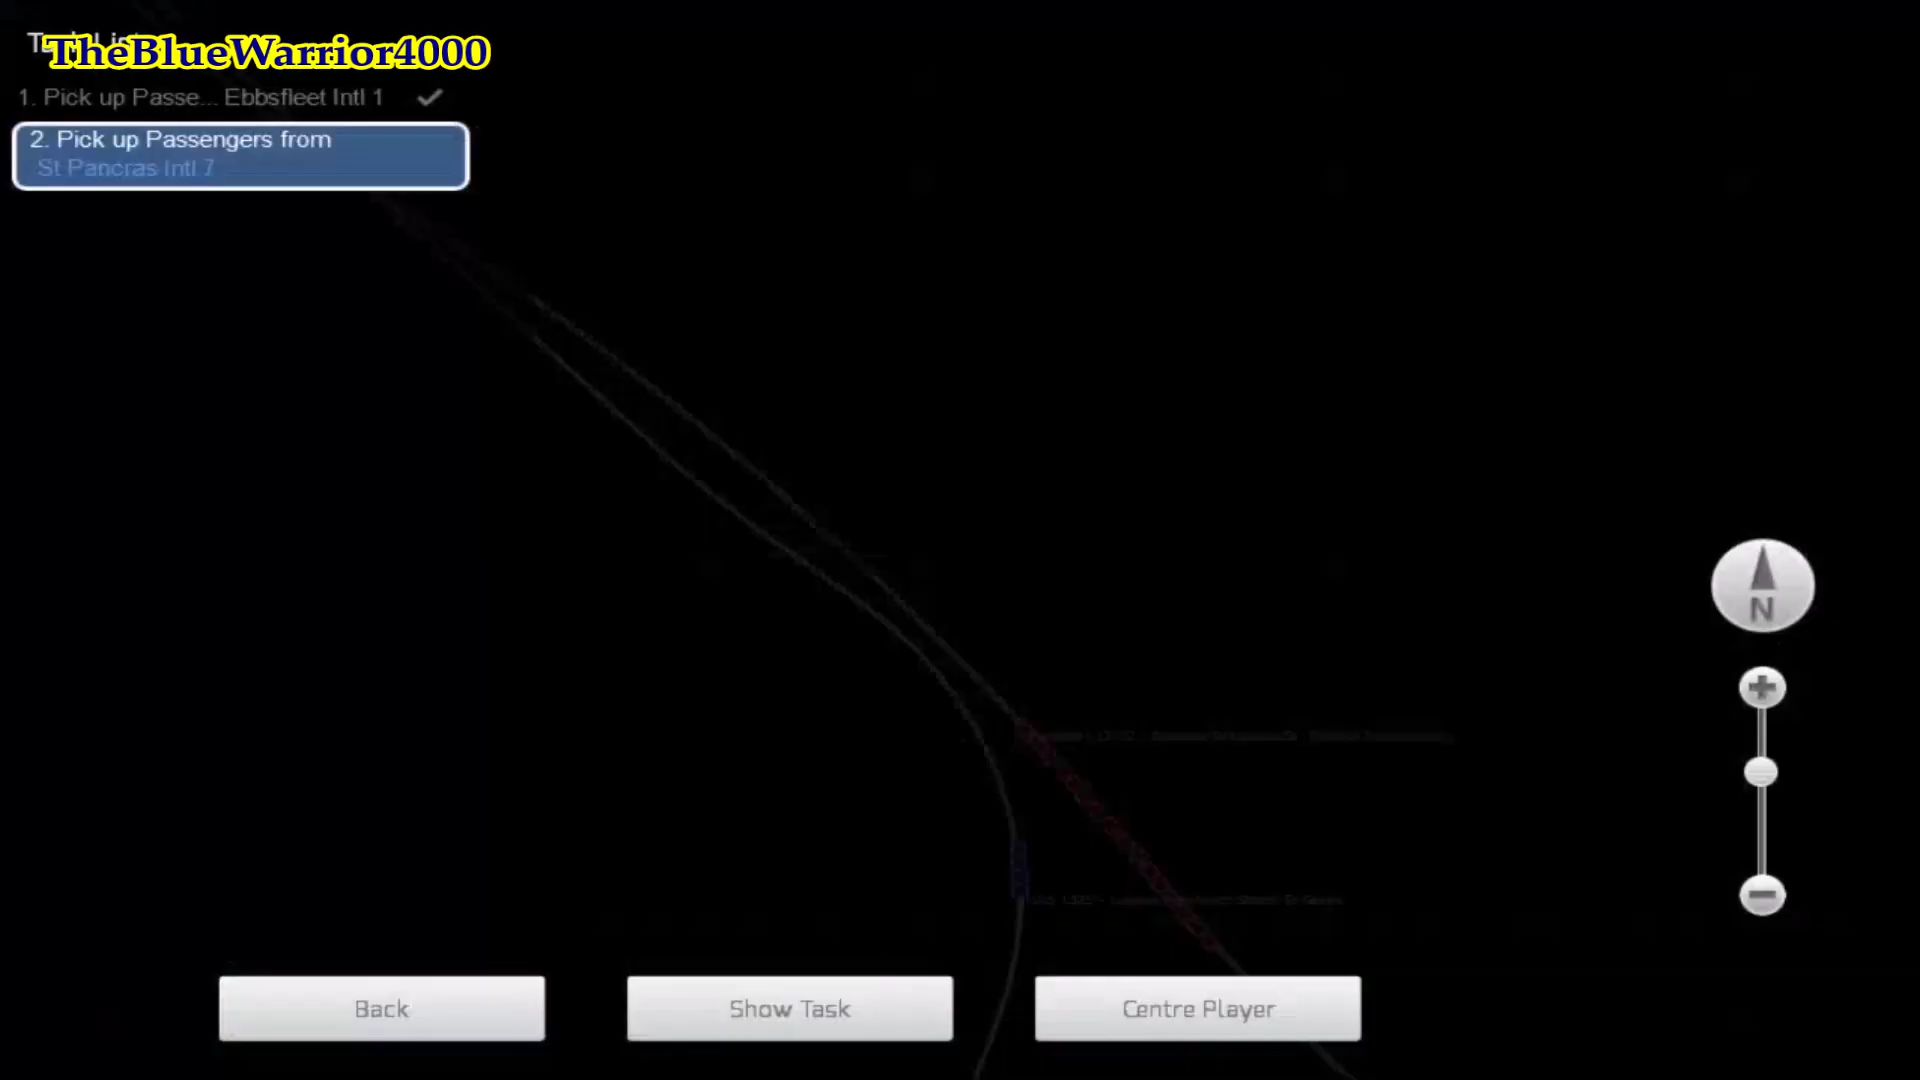 TheBlueWarrior4000
1. Pick up Passe... Ebbsfleet Intl 1
2. Pick up Passengers from
St Pancras Intl 7
N
Back
Show Task
Centre Player